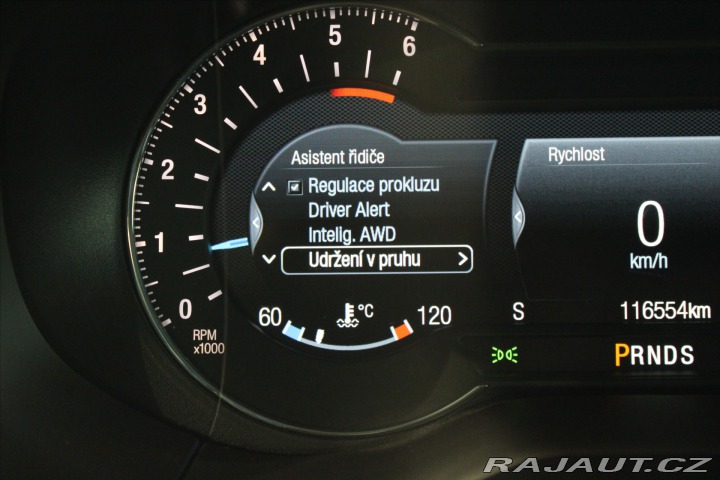 0
1
2
3
4
5
6
RPM
x1000
Asistent řidiče
Regulace prokluzu
Driver Alert
Intelig. AWD
Udržení v pruhu
60
°C
120
Rychlost
0
km/h
S
116554km
PRNDS
RAJAUT.CZ